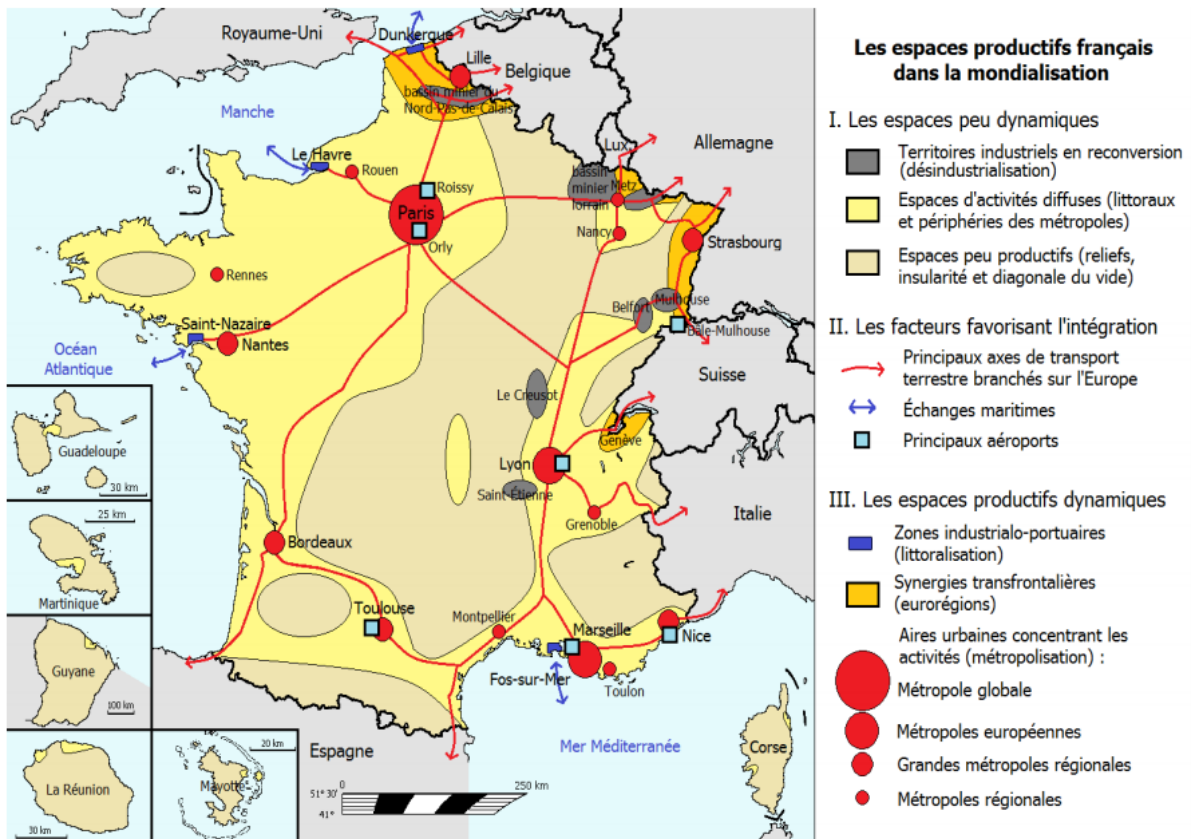 Royaume-Uni
Dunkerque
Lille
Belgique
bassin minier du
Nord-Pas-de-Calais
Manche
Allemagne
Lux.
Le Havre
Rouen
Roissy
bassin
minier
lorrain
Metz
Paris
Orly
Nancy
Strasbourg
Rennes
Belfort
Mulhouse
Saint-Nazaire
Nantes
Bâle-Mulhouse
Océan
Atlantique
Suisse
Le Creusot
Genève
Lyon
Saint-Étienne
Grenoble
Italie
Bordeaux
Toulouse
Montpellier
Marseille
Nice
Fos-sur-Mer
Toulon
Espagne
Mer Méditerranée
Corse
Guadeloupe
30 km
25 km
Martinique
Guyane
100 km
La Réunion
30 km
20 km
Mayotte
0
250 km
51° 30'
41°
Les espaces productifs français
dans la mondialisation
I. Les espaces peu dynamiques
Territoires industriels en reconversion
(désindustrialisation)
Espaces d'activités diffuses (littoraux
et périphéries des métropoles)
Espaces peu productifs (reliefs,
insularité et diagonale du vide)
II. Les facteurs favorisant l'intégration
Principaux axes de transport
terrestre branchés sur l'Europe
Échanges maritimes
Principaux aéroports
III. Les espaces productifs dynamiques
Zones industrialo-portuaires
(littoralisation)
Synergies transfrontalières
(eurorégions)
Aires urbaines concentrant les
activités (métropolisation) :
Métropole globale
Métropoles européennes
Grandes métropoles régionales
Métropoles régionales